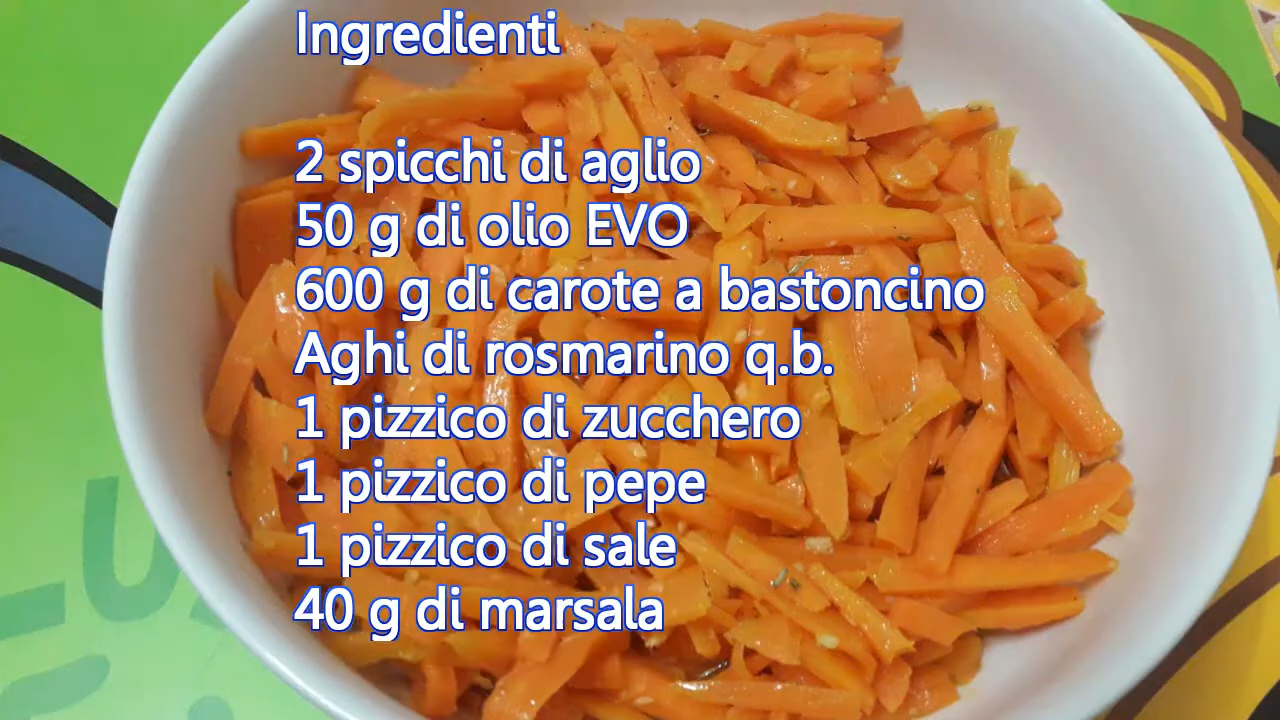 Ingredienti
2 spicchi di aglio
50 g di olio EVO
600 g di carote a bastoncino
Aghi di rosmarino q.b.
1 pizzico di zucchero
1 pizzico di pepe
1 pizzico di sale
40 g di marsala